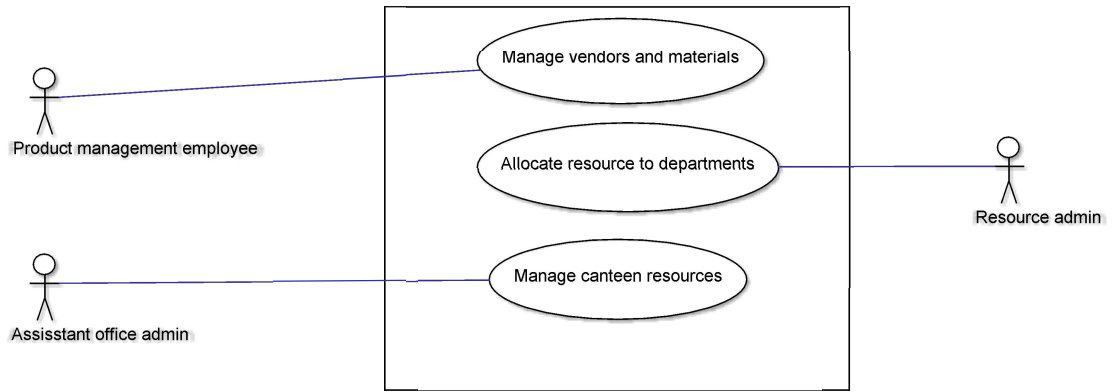 Manage vendors and materials
Product management employee
Allocate resource to departments
Resource admin
Manage canteen resources
Assisstant office admin